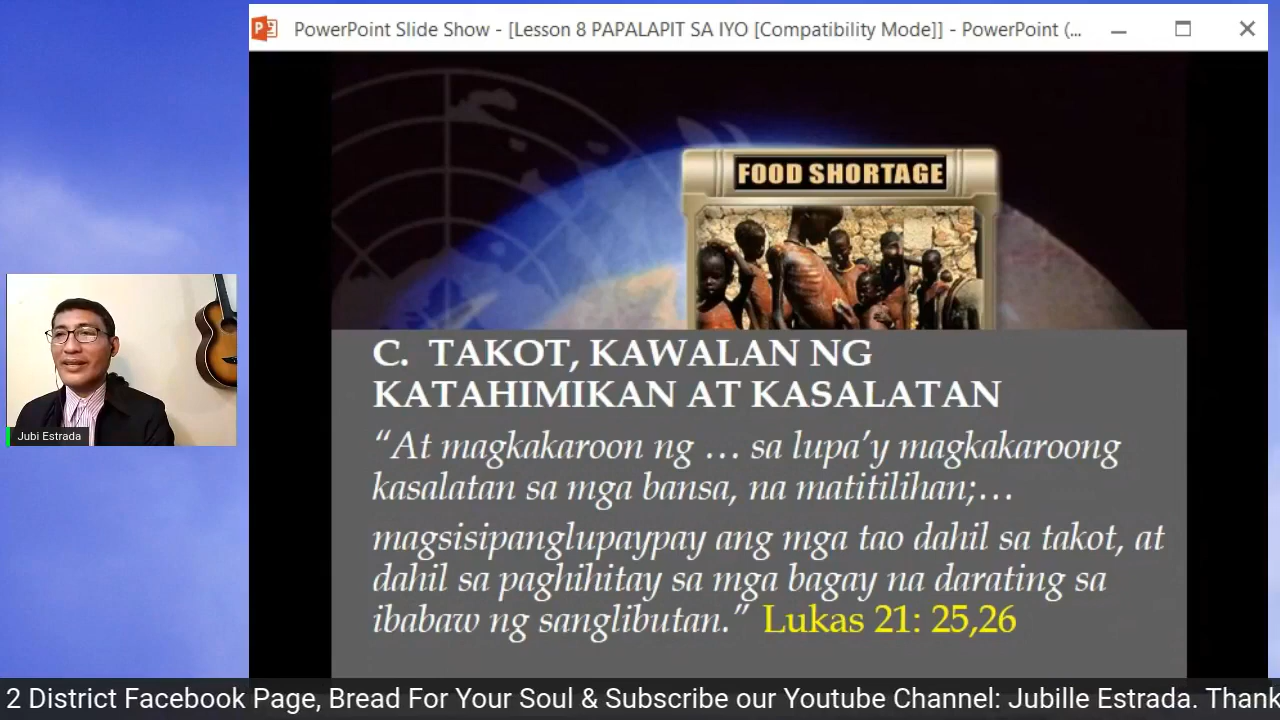 PowerPoint Slide Show - [Lesson 8 PAPALAPIT SA IYO [Compatibility Mode]] - PowerPoint (...
FOOD SHORTAGE
C. TAKOT, KAWALAN NG
KATAHIMIKAN AT KASALATAN
“At magkakaroon ng … sa lupa’y magkakaroong
kasalatan sa mga bansa, na matitilihan;…
magsisipanglupaypay ang mga tao dahil sa takot, at
dahil sa paghihitay sa mga bagay na darating sa
ibabaw ng sanglibutan.” Lukas 21: 25,26
Jubi Estrada
2 District Facebook Page, Bread For Your Soul & Subscribe our Youtube Channel: Jubille Estrada. Thank